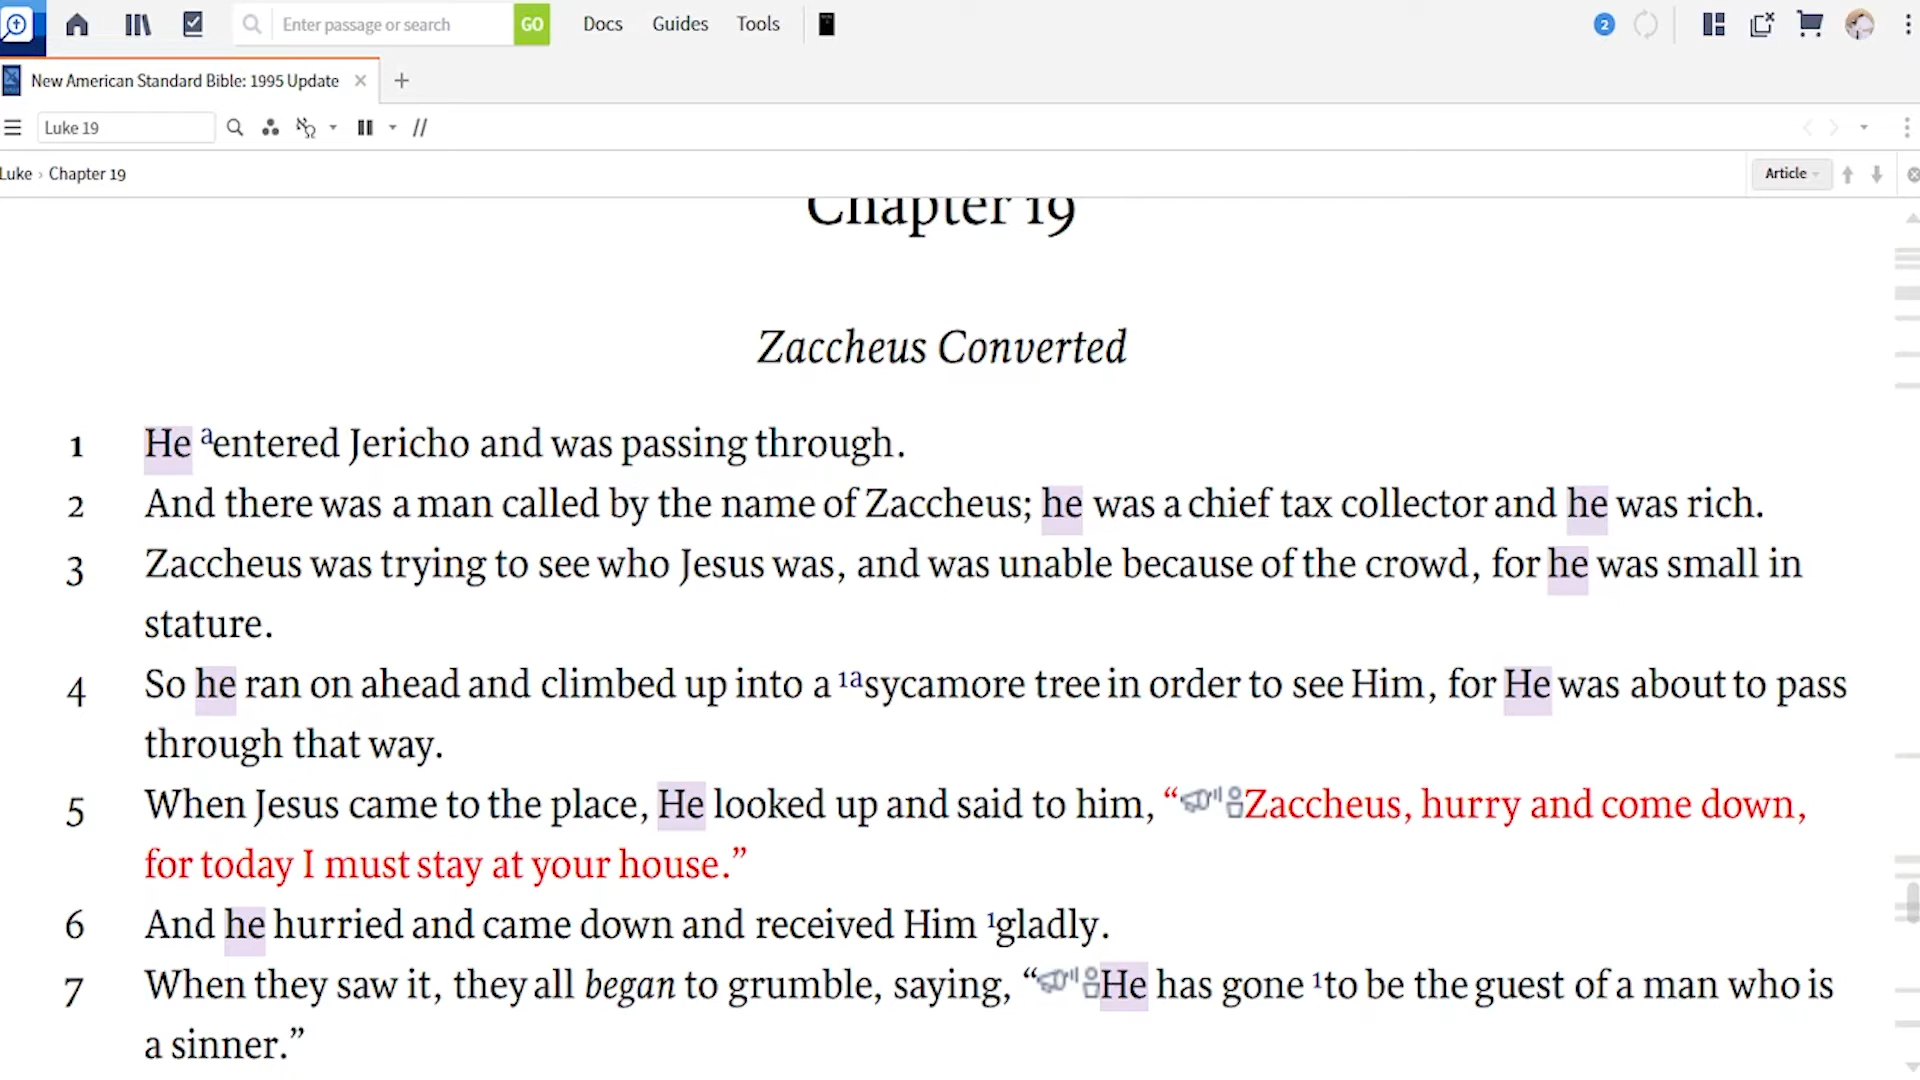 Enter passage or search GO Docs Guides Tools 2
New American Standard Bible: 1995 Update
Luke 19
Luke › Chapter 19 Article
Chapter 19
Zaccheus Converted
1 He aentered Jericho and was passing through.
2 And there was a man called by the name of Zaccheus; he was a chief tax collector and he was rich.
3 Zaccheus was trying to see who Jesus was, and was unable because of the crowd, for he was small in
stature.
4 So he ran on ahead and climbed up into a 1asycamore tree in order to see Him, for He was about to pass
through that way.
5 When Jesus came to the place, He looked up and said to him, “Zaccheus, hurry and come down,
for today I must stay at your house.”
6 And he hurried and came down and received Him 1gladly.
7 When they saw it, they all began to grumble, saying, “He has gone 1to be the guest of a man who is
a sinner.”